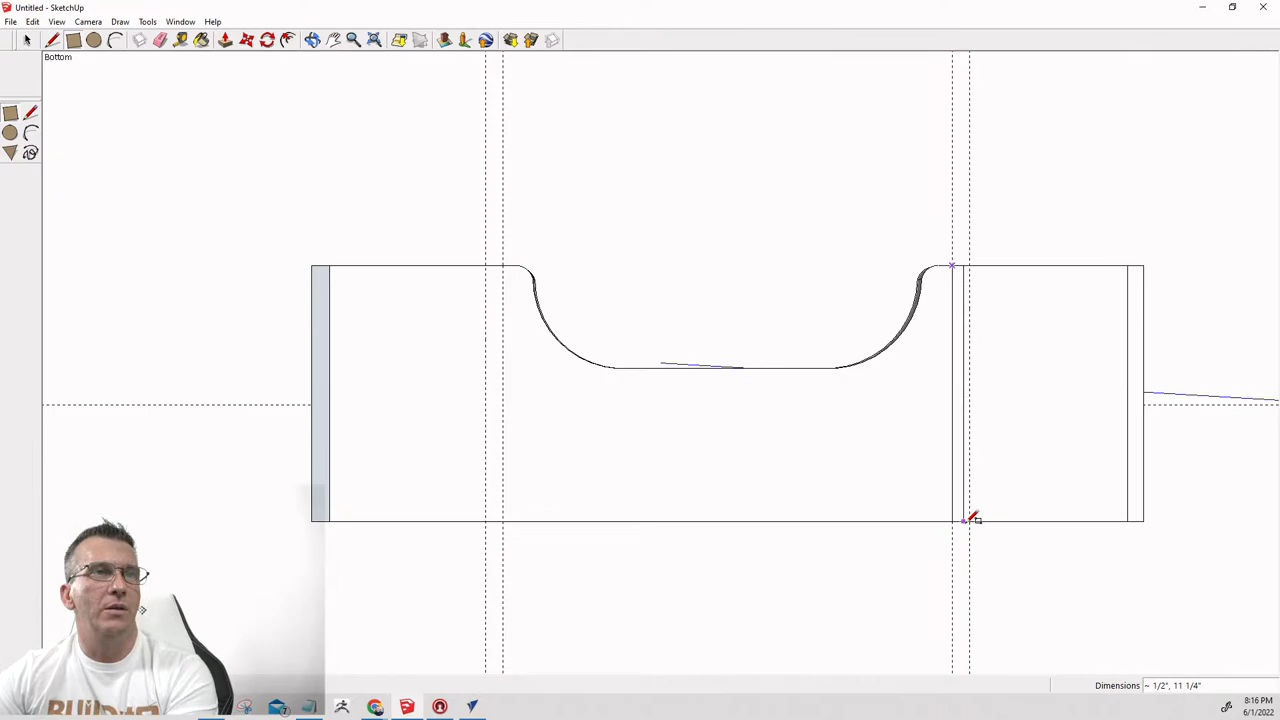 Untitled - SketchUp
File Edit View Camera Draw Tools Window Help
Bottom
Dimensions ~ 1/2", 11 1/4"
7
8:16 PM
6/1/2022